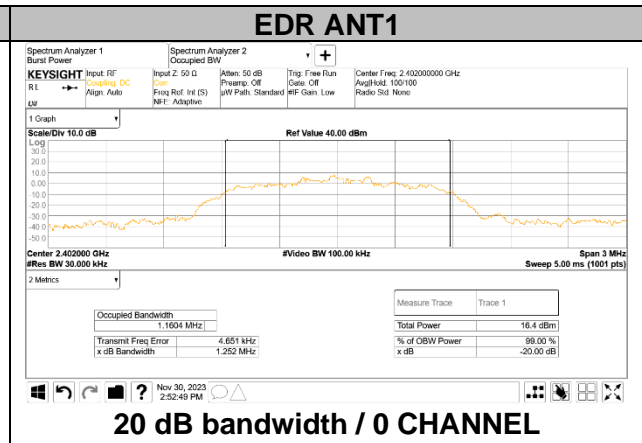 EDR ANT1
Spectrum Analyzer 1
Burst Power
Spectrum Analyzer 2
Occupied BW
+
KEYSIGHT
RL
Input: RF
Coupling: DC
Align: Auto
Input Z: 50 Ω
Corr
Freq Ref: Int (S)
NFE: Adaptive
Atten: 50 dB
Preamp: Off
µW Path: Standard
Trig: Free Run
Gate: Off
#IF Gain: Low
Center Freq: 2.402000000 GHz
Avg|Hold: 100/100
Radio Std: None
1 Graph
Scale/Div 10.0 dB
Ref Value 40.00 dBm
Log
30.0
20.0
10.0
0.00
-10.0
-20.0
-30.0
-40.0
-50.0
Center 2.402000 GHz
#Video BW 100.00 kHz
Span 3 MHz
#Res BW 30.000 kHz
Sweep 5.00 ms (1001 pts)
2 Metrics
Measure Trace Trace 1
Occupied Bandwidth
1.1604 MHz
Total Power 16.4 dBm
Transmit Freq Error 4.651 kHz
% of OBW Power 99.00 %
x dB Bandwidth 1.252 MHz
x dB -20.00 dB
?
Nov 30, 2023
2:52:49 PM
20 dB bandwidth / 0 CHANNEL